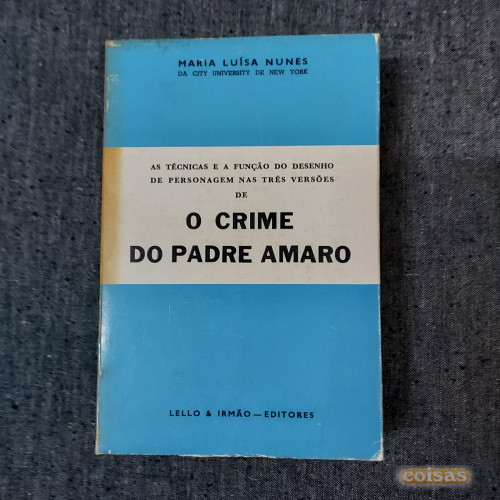 MARIA LUÍSA NUNES
DA CITY UNIVERSITY DE NEW YORK
AS TÉCNICAS E A FUNÇÃO DO DESENHO
DE PERSONAGEM NAS TRÊS VERSÕES
DE
O CRIME
DO PADRE AMARO
LELLO & IRMÃO — EDITORES
coisas